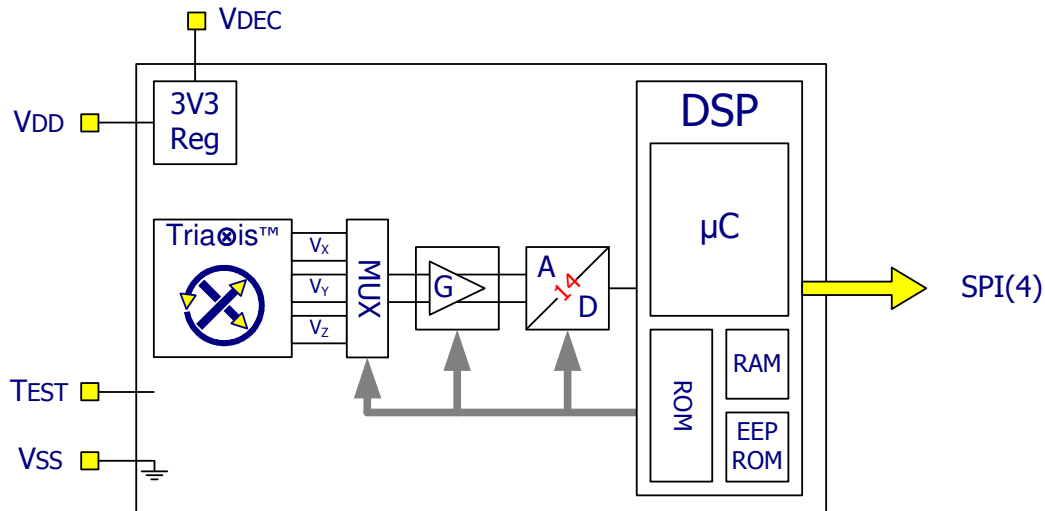 VDEC
VDD
3V3
Reg
DSP
µC
Tria⊗is™
VX
VY
VZ
MUX
G
A
14
D
SPI(4)
ROM
RAM
EEP
ROM
TEST
VSS